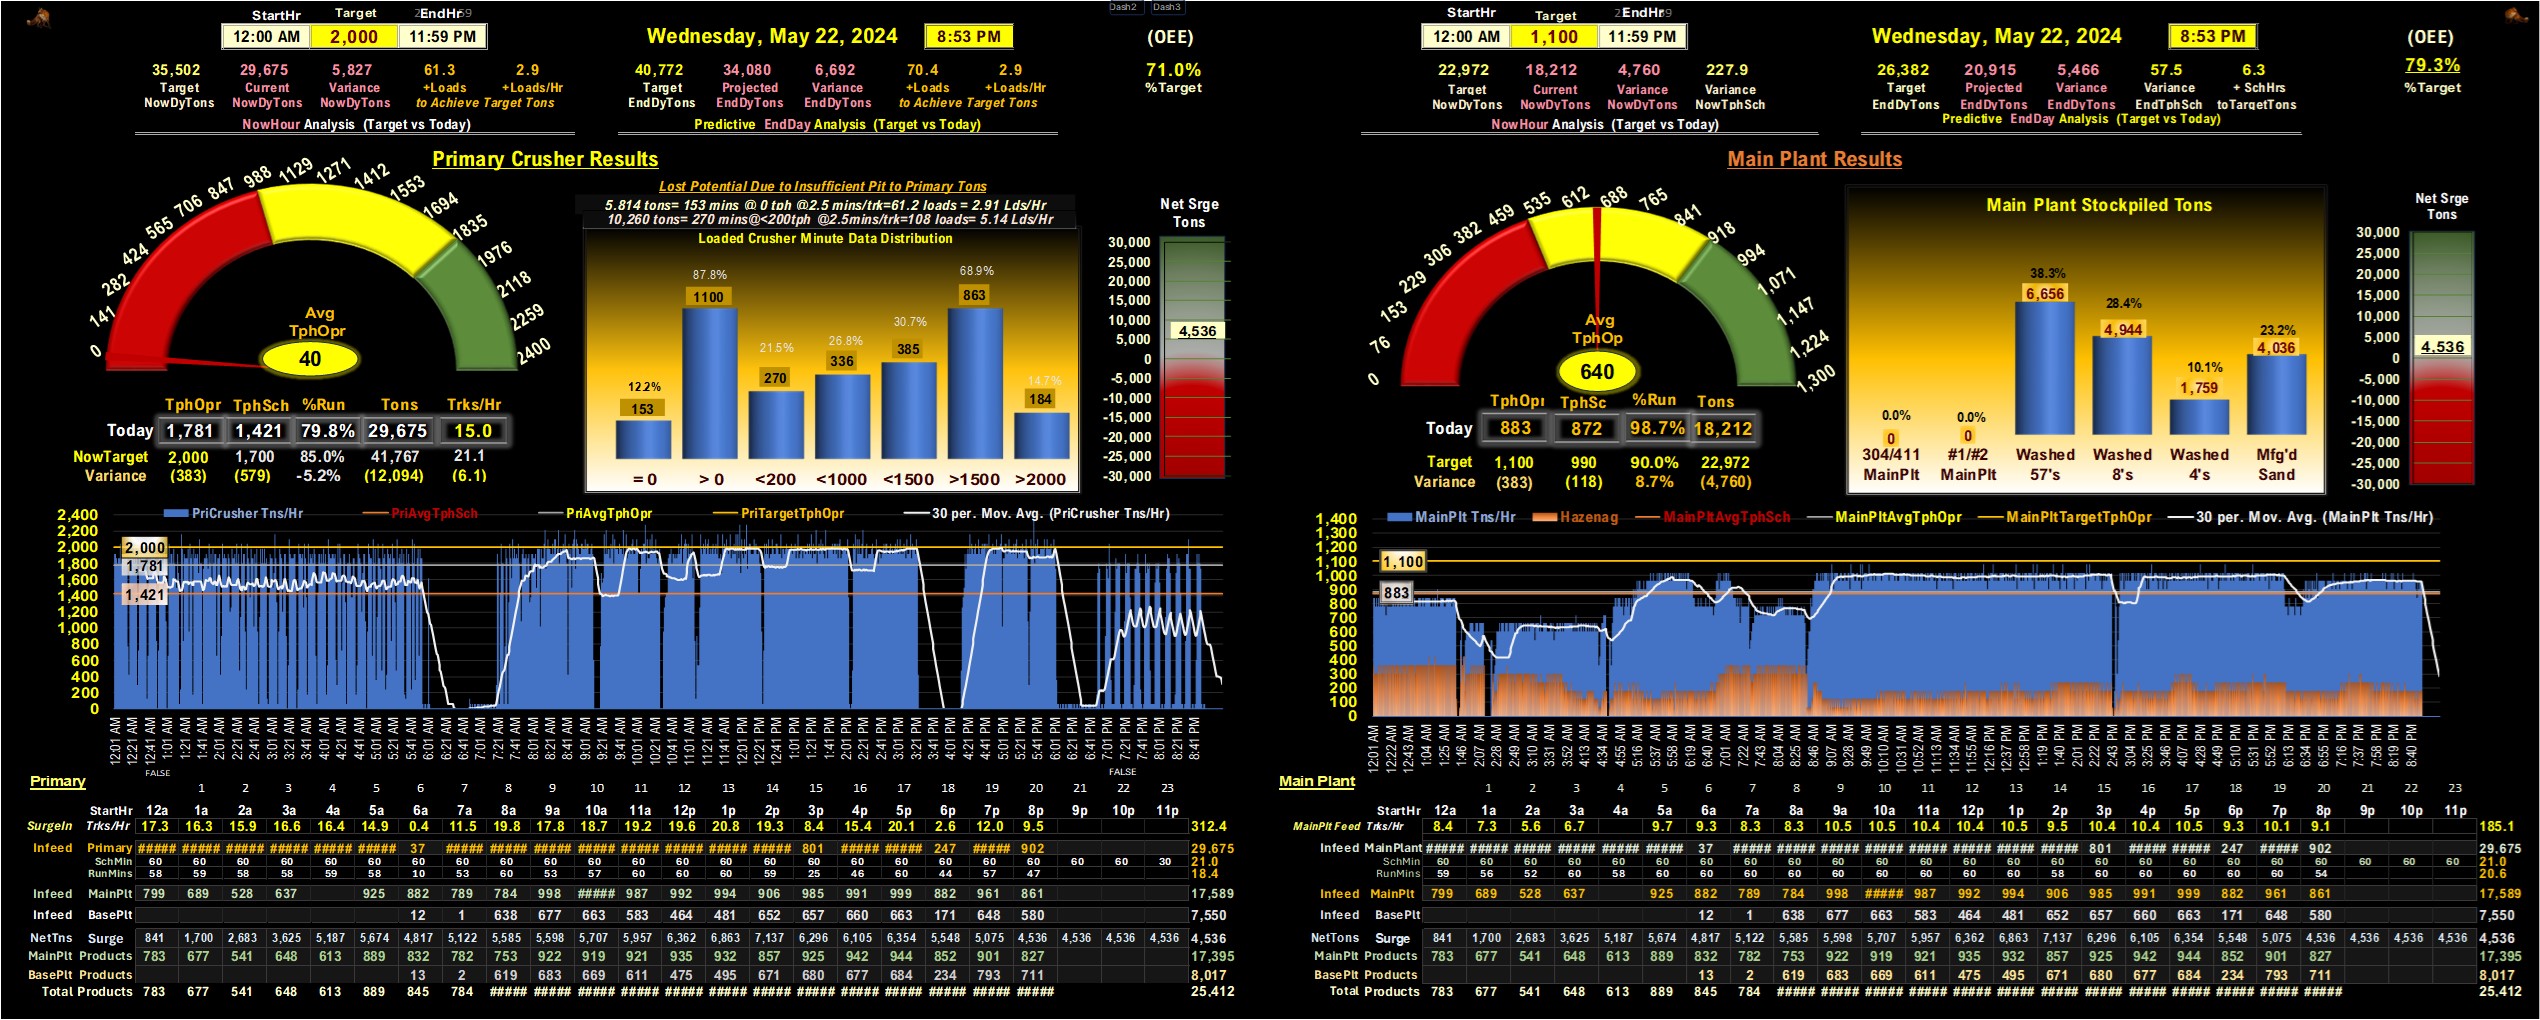 Dash2 Dash3
StartHr Target EndHr
12:00 AM 2,000 11:59 PM
Wednesday, May 22, 2024 8:53 PM
(OEE)
71.0%
%Target
35,502 29,675 5,827 61.3 2.9
Target Current Variance +Loads +Loads/Hr
NowDyTons NowDyTons NowDyTons to Achieve Target Tons
NowHour Analysis (Target vs Today)
40,772 34,080 6,692 70.4 2.9
Target Projected Variance +Loads +Loads/Hr
EndDyTons EndDyTons EndDyTons to Achieve Target Tons
Predictive EndDay Analysis (Target vs Today)
Primary Crusher Results
0 141 282 424 565 706 847 988 1129 1271 1412 1553 1694 1835 1976 2118 2259 2400
Avg
TphOpr
40
TphOpr TphSch %Run Tons Trks/Hr
Today 1,781 1,421 79.8% 29,675 15.0
NowTarget 2,000 1,700 85.0% 41,767 21.1
Variance (383) (579) -5.2% (12,094) (6.1)
Lost Potential Due to Insufficient Pit to Primary Tons
5.814 tons= 153 mins @ 0 tph @2.5 mins/trk=61.2 loads = 2.91 Lds/Hr
10,260 tons= 270 mins@<200tph @2.5mins/trk=108 loads= 5.14 Lds/Hr
Loaded Crusher Minute Data Distribution
12.2% 87.8% 21.5% 26.8% 30.7% 68.9% 14.7%
153 1100 270 336 385 863 184
= 0 > 0 <200 <1000 <1500 >1500 >2000
Net Srge
Tons
30,000
25,000
20,000
15,000
10,000
5,000
0
-5,000
-10,000
-15,000
-20,000
-25,000
-30,000
4,536
PriCrusher Tns/Hr PriAvgTphSch PriAvgTphOpr PriTargetTphOpr 30 per. Mov. Avg. (PriCrusher Tns/Hr)
2,400
2,200
2,000
1,800
1,600
1,400
1,200
1,000
800
600
400
200
0
2,000
1,781
1,421
12:01 AM 12:21 AM 12:41 AM 1:01 AM 1:21 AM 1:41 AM 2:01 AM 2:21 AM 2:41 AM 3:01 AM 3:21 AM 3:41 AM 4:01 AM 4:21 AM 4:41 AM 5:01 AM 5:21 AM 5:41 AM 6:01 AM 6:21 AM 6:41 AM 7:01 AM 7:21 AM 7:41 AM 8:01 AM 8:21 AM 8:41 AM 9:01 AM 9:21 AM 9:41 AM 10:01 AM 10:21 AM 10:41 AM 11:01 AM 11:21 AM 11:41 AM 12:01 PM 12:21 PM 12:41 PM 1:01 PM 1:21 PM 1:41 PM 2:01 PM 2:21 PM 2:41 PM 3:01 PM 3:21 PM 3:41 PM 4:01 PM 4:21 PM 4:41 PM 5:01 PM 5:21 PM 5:41 PM 6:01 PM 6:21 PM 6:41 PM 7:01 PM 7:21 PM 7:41 PM 8:01 PM 8:21 PM 8:41 PM
FALSE FALSE
Primary
1 2 3 4 5 6 7 8 9 10 11 12 13 14 15 16 17 18 19 20 21 22 23
StartHr 12a 1a 2a 3a 4a 5a 6a 7a 8a 9a 10a 11a 12p 1p 2p 3p 4p 5p 6p 7p 8p 9p 10p 11p
SurgeIn Trks/Hr 17.3 16.3 15.9 16.6 16.4 14.9 0.4 11.5 19.8 17.8 18.7 19.2 19.6 20.8 19.3 8.4 15.4 20.1 2.6 12.0 9.5 312.4
Infeed Primary ##### ##### ##### ##### ##### ##### 37 ##### ##### ##### ##### ##### ##### ##### ##### 801 ##### ##### 247 ##### 902 29,675
SchMin 60 60 60 60 60 60 60 60 60 60 60 60 60 60 60 60 60 60 60 60 60 60 60 30 21.0
RunMins 58 59 58 58 59 58 10 53 60 53 57 60 60 60 59 25 46 60 44 57 47 18.4
Infeed MainPlt 799 689 528 637 925 882 789 784 998 ##### 987 992 994 906 985 991 999 882 961 861 17,589
Infeed BasePlt 12 1 638 677 663 583 464 481 652 657 660 663 171 648 580 7,550
NetTns Surge 841 1,700 2,683 3,625 5,187 5,674 4,817 5,122 5,585 5,598 5,707 5,957 6,362 6,863 7,137 6,296 6,105 6,354 5,548 5,075 4,536 4,536 4,536 4,536 4,536
MainPlt Products 783 677 541 648 613 889 832 782 753 922 919 921 935 932 857 925 942 944 852 901 827 17,395
BasePlt Products 13 2 619 683 669 611 475 495 671 680 677 684 234 793 711 8,017
Total Products 783 677 541 648 613 889 845 784 ##### ##### ##### ##### ##### ##### ##### ##### ##### ##### ##### ##### ##### 25,412
StartHr Target EndHr
12:00 AM 1,100 11:59 PM
Wednesday, May 22, 2024 8:53 PM
(OEE)
79.3%
%Target
22,972 18,212 4,760 227.9
Target Current Variance Variance
NowDyTons NowDyTons NowDyTons NowTphSch
NowHour Analysis (Target vs Today)
26,382 20,915 5,466 57.5 6.3
Target Projected Variance Variance + SchHrs
EndDyTons EndDyTons EndDyTons EndTphSch toTargetTons
Predictive EndDay Analysis (Target vs Today)
Main Plant Results
0 76 153 229 306 382 459 535 612 688 765 841 918 994 1,071 1,147 1,224 1,300
Avg
TphOp
640
TphOpr TphSc %Run Tons
Today 883 872 98.7% 18,212
Target 1,100 990 90.0% 22,972
Variance (383) (118) 8.7% (4,760)
Main Plant Stockpiled Tons
0.0% 0.0% 38.3% 28.4% 10.1% 23.2%
0 0 6,656 4,944 1,759 4,036
304/411 #1/#2 Washed Washed Washed Mfg'd
MainPlt MainPlt 57's 8's 4's Sand
Net Srge
Tons
30,000
25,000
20,000
15,000
10,000
5,000
0
-5,000
-10,000
-15,000
-20,000
-25,000
-30,000
4,536
MainPlt Tns/Hr Hazenag MainPltAvgTphSch MainPltAvgTphOpr MainPltTargetTphOpr 30 per. Mov. Avg. (MainPlt Tns/Hr)
1,400
1,300
1,200
1,100
1,000
900
800
700
600
500
400
300
200
100
0
1,100
883
12:01 AM 12:22 AM 12:43 AM 1:04 AM 1:25 AM 1:46 AM 2:07 AM 2:28 AM 2:49 AM 3:10 AM 3:31 AM 3:52 AM 4:13 AM 4:34 AM 4:55 AM 5:16 AM 5:37 AM 5:58 AM 6:19 AM 6:40 AM 7:01 AM 7:22 AM 7:43 AM 8:04 AM 8:25 AM 8:46 AM 9:07 AM 9:28 AM 9:49 AM 10:10 AM 10:31 AM 10:52 AM 11:13 AM 11:34 AM 11:55 AM 12:16 PM 12:37 PM 12:58 PM 1:19 PM 1:40 PM 2:01 PM 2:22 PM 2:43 PM 3:04 PM 3:25 PM 3:46 PM 4:07 PM 4:28 PM 4:49 PM 5:10 PM 5:31 PM 5:52 PM 6:13 PM 6:34 PM 6:55 PM 7:16 PM 7:37 PM 7:58 PM 8:19 PM 8:40 PM
Main Plant
1 2 3 4 5 6 7 8 9 10 11 12 13 14 15 16 17 18 19 20 21 22 23
StartHr 12a 1a 2a 3a 4a 5a 6a 7a 8a 9a 10a 11a 12p 1p 2p 3p 4p 5p 6p 7p 8p 9p 10p 11p
MainPlt Feed Trks/Hr 8.4 7.3 5.6 6.7 9.7 9.3 8.3 8.3 10.5 10.5 10.4 10.4 10.5 9.5 10.4 10.4 10.5 9.3 10.1 9.1 185.1
Infeed MainPlant ##### ##### ##### ##### ##### ##### 37 ##### ##### ##### ##### ##### ##### ##### ##### 801 ##### ##### 247 ##### 902 29,675
SchMin 60 60 60 60 60 60 60 60 60 60 60 60 60 60 60 60 60 60 60 60 60 60 60 60 21.0
RunMins 59 56 52 60 58 60 60 60 60 60 60 60 60 60 58 60 60 60 60 60 54 20.6
Infeed MainPlt 799 689 528 637 925 882 789 784 998 ##### 987 992 994 906 985 991 999 882 961 861 17,589
Infeed BasePlt 12 1 638 677 663 583 464 481 652 657 660 663 171 648 580 7,550
NetTons Surge 841 1,700 2,683 3,625 5,187 5,674 4,817 5,122 5,585 5,598 5,707 5,957 6,362 6,863 7,137 6,296 6,105 6,354 5,548 5,075 4,536 4,536 4,536 4,536 4,536
MainPlt Products 783 677 541 648 613 889 832 782 753 922 919 921 935 932 857 925 942 944 852 901 827 17,395
BasePlt Products 13 2 619 683 669 611 475 495 671 680 677 684 234 793 711 8,017
Total Products 783 677 541 648 613 889 845 784 ##### ##### ##### ##### ##### ##### ##### ##### ##### ##### ##### ##### ##### 25,412